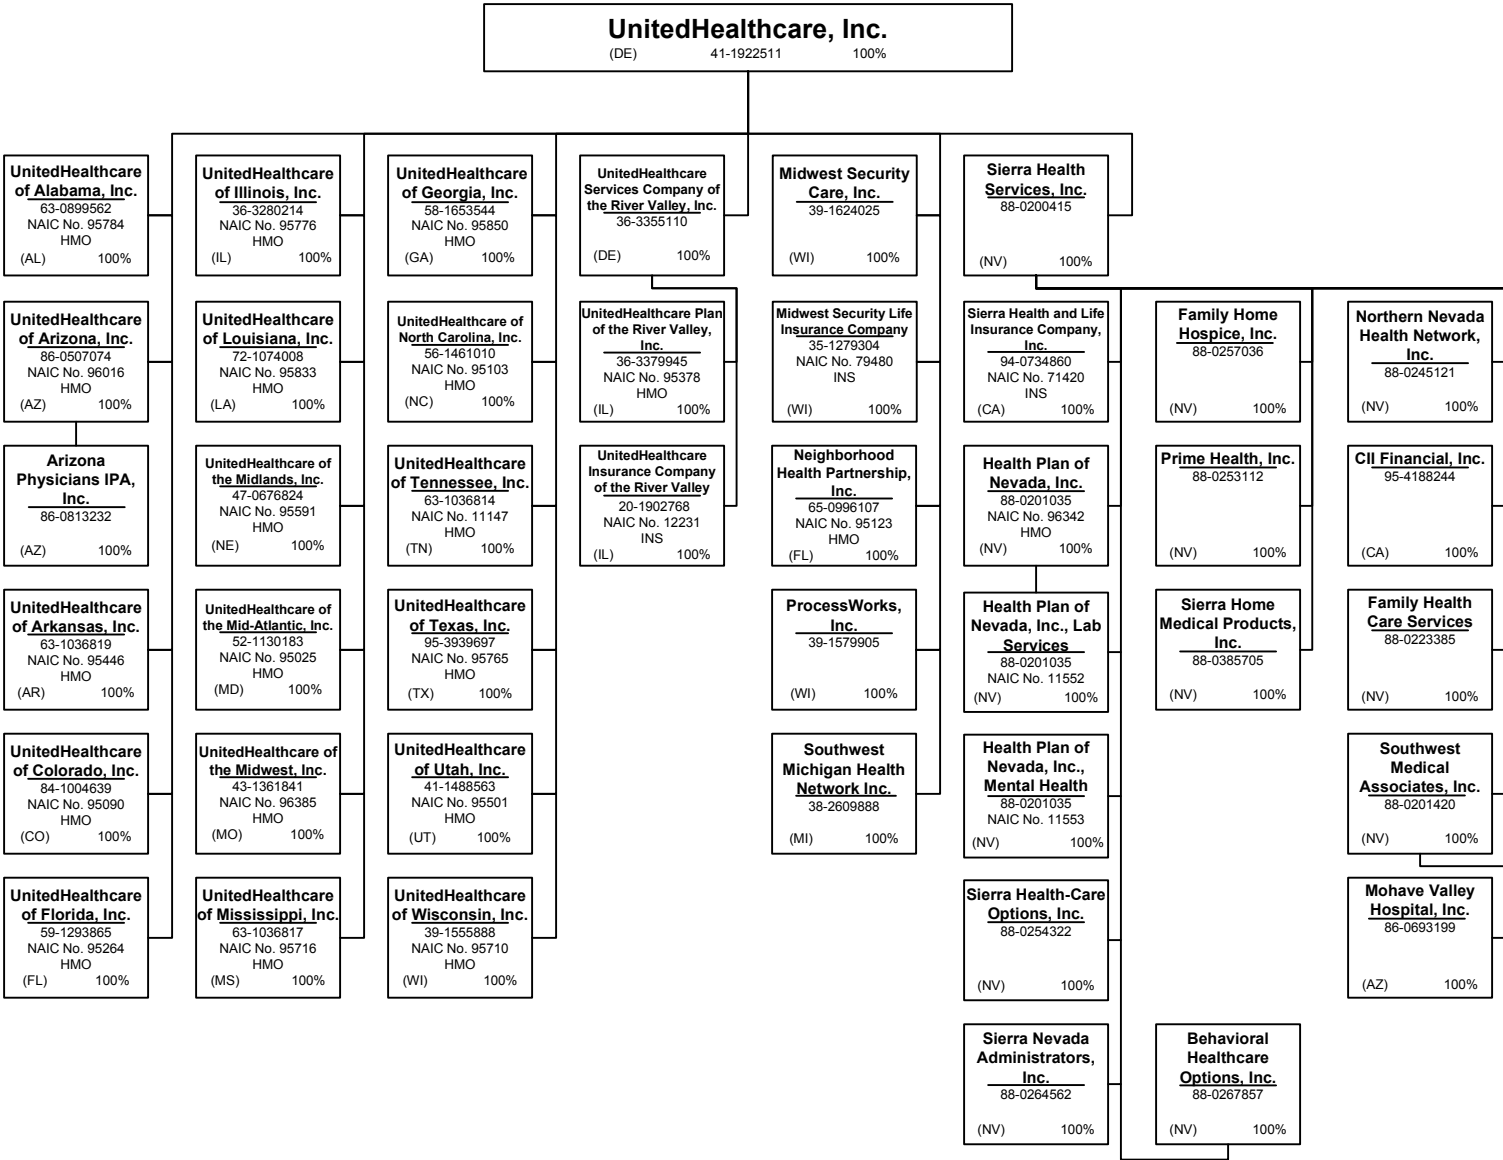 UnitedHealthcare, Inc.
(DE) 41-1922511 100%
UnitedHealthcare
of Alabama, Inc.
63-0899562
NAIC No. 95784
HMO
(AL) 100%
UnitedHealthcare
of Illinois, Inc.
36-3280214
NAIC No. 95776
HMO
(IL) 100%
UnitedHealthcare
of Georgia, Inc.
58-1653544
NAIC No. 95850
HMO
(GA) 100%
UnitedHealthcare
Services Company of
the River Valley, Inc.
36-3355110
(DE) 100%
Midwest Security
Care, Inc.
39-1624025
(WI) 100%
Sierra Health
Services, Inc.
88-0200415
(NV) 100%
UnitedHealthcare
of Arizona, Inc.
86-0507074
NAIC No. 96016
HMO
(AZ) 100%
UnitedHealthcare
of Louisiana, Inc.
72-1074008
NAIC No. 95833
HMO
(LA) 100%
UnitedHealthcare of
North Carolina, Inc.
56-1461010
NAIC No. 95103
HMO
(NC) 100%
UnitedHealthcare Plan
of the River Valley,
Inc.
36-3379945
NAIC No. 95378
HMO
(IL) 100%
Midwest Security Life
Insurance Company
35-1279304
NAIC No. 79480
INS
(WI) 100%
Sierra Health and Life
Insurance Company,
Inc.
94-0734860
NAIC No. 71420
INS
(CA) 100%
Family Home
Hospice, Inc.
88-0257036
(NV) 100%
Northern Nevada
Health Network,
Inc.
88-0245121
(NV) 100%
Arizona
Physicians IPA,
Inc.
86-0813232
(AZ) 100%
UnitedHealthcare of
the Midlands, Inc.
47-0676824
NAIC No. 95591
HMO
(NE) 100%
UnitedHealthcare
of Tennessee, Inc.
63-1036814
NAIC No. 11147
HMO
(TN) 100%
UnitedHealthcare
Insurance Company
of the River Valley
20-1902768
NAIC No. 12231
INS
(IL) 100%
Neighborhood
Health Partnership,
Inc.
65-0996107
NAIC No. 95123
HMO
(FL) 100%
Health Plan of
Nevada, Inc.
88-0201035
NAIC No. 96342
HMO
(NV) 100%
Prime Health, Inc.
88-0253112
(NV) 100%
CII Financial, Inc.
95-4188244
(CA) 100%
UnitedHealthcare
of Arkansas, Inc.
63-1036819
NAIC No. 95446
HMO
(AR) 100%
UnitedHealthcare of
the Mid-Atlantic, Inc.
52-1130183
NAIC No. 95025
HMO
(MD) 100%
UnitedHealthcare
of Texas, Inc.
95-3939697
NAIC No. 95765
HMO
(TX) 100%
ProcessWorks,
Inc.
39-1579905
(WI) 100%
Health Plan of
Nevada, Inc., Lab
Services
88-0201035
NAIC No. 11552
(NV) 100%
Sierra Home
Medical Products,
Inc.
88-0385705
(NV) 100%
Family Health
Care Services
88-0223385
(NV) 100%
UnitedHealthcare
of Colorado, Inc.
84-1004639
NAIC No. 95090
HMO
(CO) 100%
UnitedHealthcare of
the Midwest, Inc.
43-1361841
NAIC No. 96385
HMO
(MO) 100%
UnitedHealthcare
of Utah, Inc.
41-1488563
NAIC No. 95501
HMO
(UT) 100%
Southwest
Michigan Health
Network Inc.
38-2609888
(MI) 100%
Health Plan of
Nevada, Inc.,
Mental Health
88-0201035
NAIC No. 11553
(NV) 100%
Southwest
Medical
Associates, Inc.
88-0201420
(NV) 100%
UnitedHealthcare
of Florida, Inc.
59-1293865
NAIC No. 95264
HMO
(FL) 100%
UnitedHealthcare
of Mississippi, Inc.
63-1036817
NAIC No. 95716
HMO
(MS) 100%
UnitedHealthcare
of Wisconsin, Inc.
39-1555888
NAIC No. 95710
HMO
(WI) 100%
Sierra Health-Care
Options, Inc.
88-0254322
(NV) 100%
Mohave Valley
Hospital, Inc.
86-0693199
(AZ) 100%
Sierra Nevada
Administrators,
Inc.
88-0264562
(NV) 100%
Behavioral
Healthcare
Options, Inc.
88-0267857
(NV) 100%